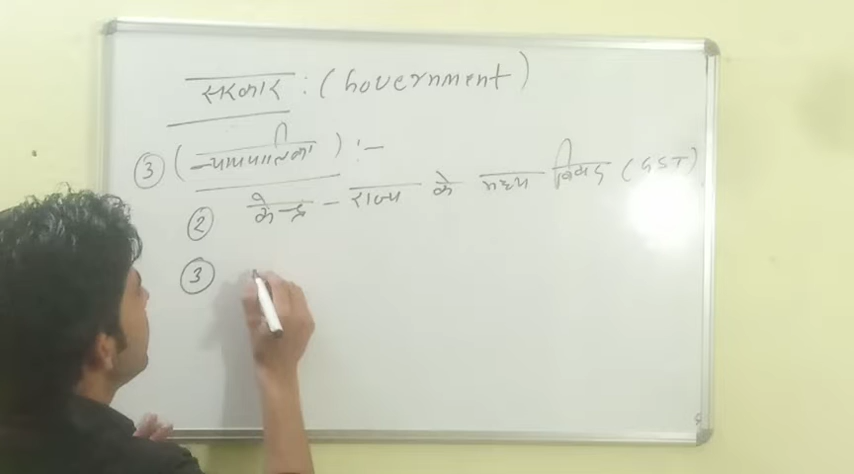 सरकार : (Government)
③ (न्यायपालिका) :-
② केन्द्र - राज्य के मध्य विवाद (GST)
③